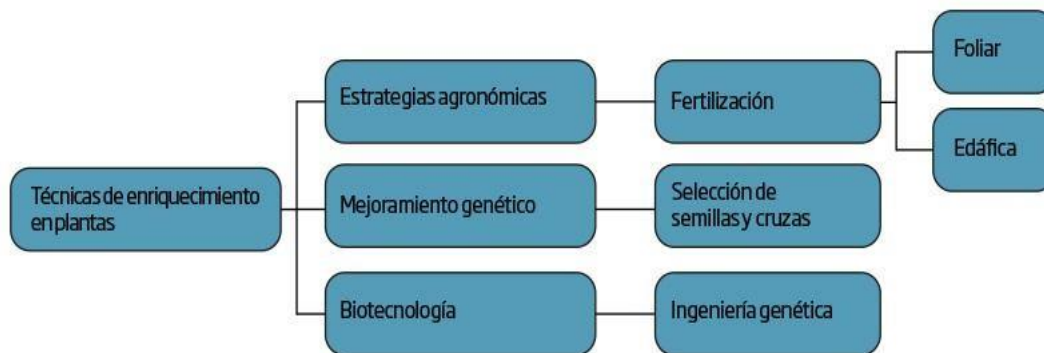 Técnicas de enriquecimiento
en plantas
Estrategias agronómicas
Fertilización
Foliar
Edáfica
Mejoramiento genético
Selección de
semillas y cruzas
Biotecnología
Ingeniería genética